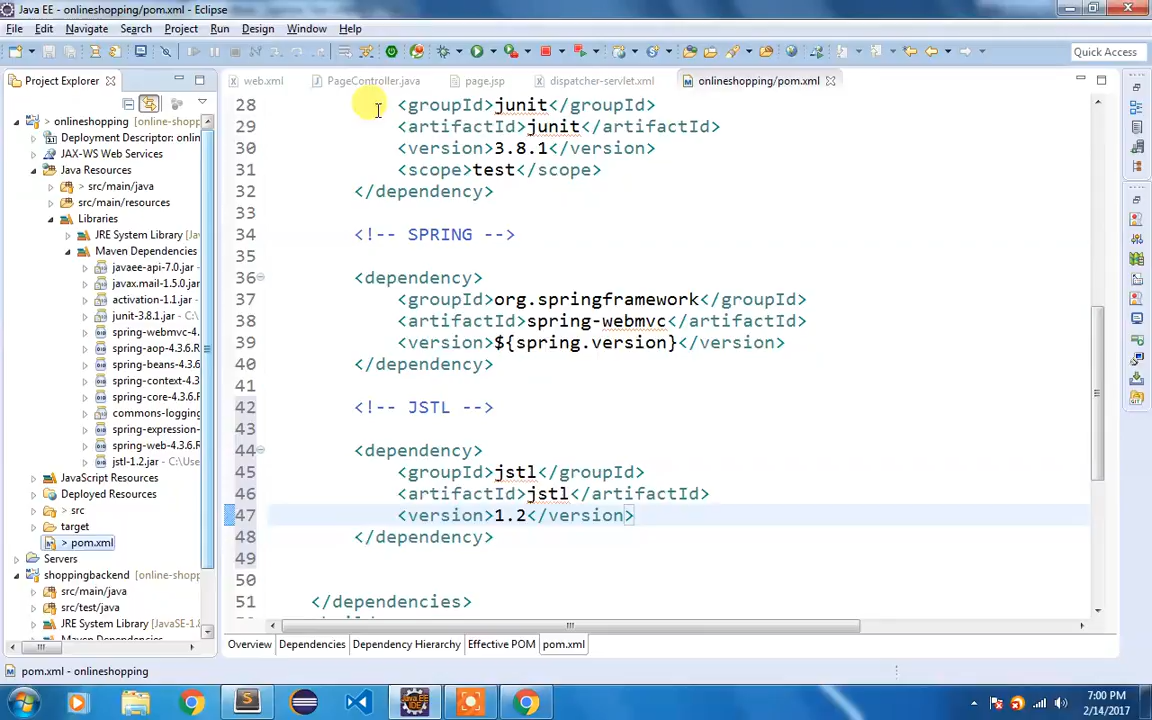 Java EE - onlineshopping/pom.xml - Eclipse
File Edit Navigate Search Project Run Design Window Help
Quick Access
Project Explorer
web.xml
PageController.java
page.jsp
dispatcher-servlet.xml
onlineshopping/pom.xml
> onlineshopping (online-shopp
Deployment Descriptor: onlin
JAX-WS Web Services
Java Resources
> src/main/java
src/main/resources
Libraries
JRE System Library [Jav
Maven Dependencies
javaee-api-7.0.jar -
javax.mail-1.5.0.jar
activation-1.1.jar -
junit-3.8.1.jar - C:\
spring-webmvc-4.
spring-aop-4.3.6.R
spring-beans-4.3.6
spring-context-4.3
spring-core-4.3.6.R
commons-logging
spring-expression-
spring-web-4.3.6.R
jstl-1.2.jar - C:\Use
JavaScript Resources
Deployed Resources
> src
target
> pom.xml
Servers
shoppingbackend (online-shop
src/main/java
src/test/java
JRE System Library [JavaSE-1.8
Maven Dependencies
28 <groupId>junit</groupId>
29 <artifactId>junit</artifactId>
30 <version>3.8.1</version>
31 <scope>test</scope>
32 </dependency>
33
34 <!-- SPRING -->
35
36 <dependency>
37 <groupId>org.springframework</groupId>
38 <artifactId>spring-webmvc</artifactId>
39 <version>${spring.version}</version>
40 </dependency>
41
42 <!-- JSTL -->
43
44 <dependency>
45 <groupId>jstl</groupId>
46 <artifactId>jstl</artifactId>
47 <version>1.2</version>
48 </dependency>
49
50
51 </dependencies>
Overview Dependencies Dependency Hierarchy Effective POM pom.xml
pom.xml - onlineshopping
7:00 PM
2/14/2017